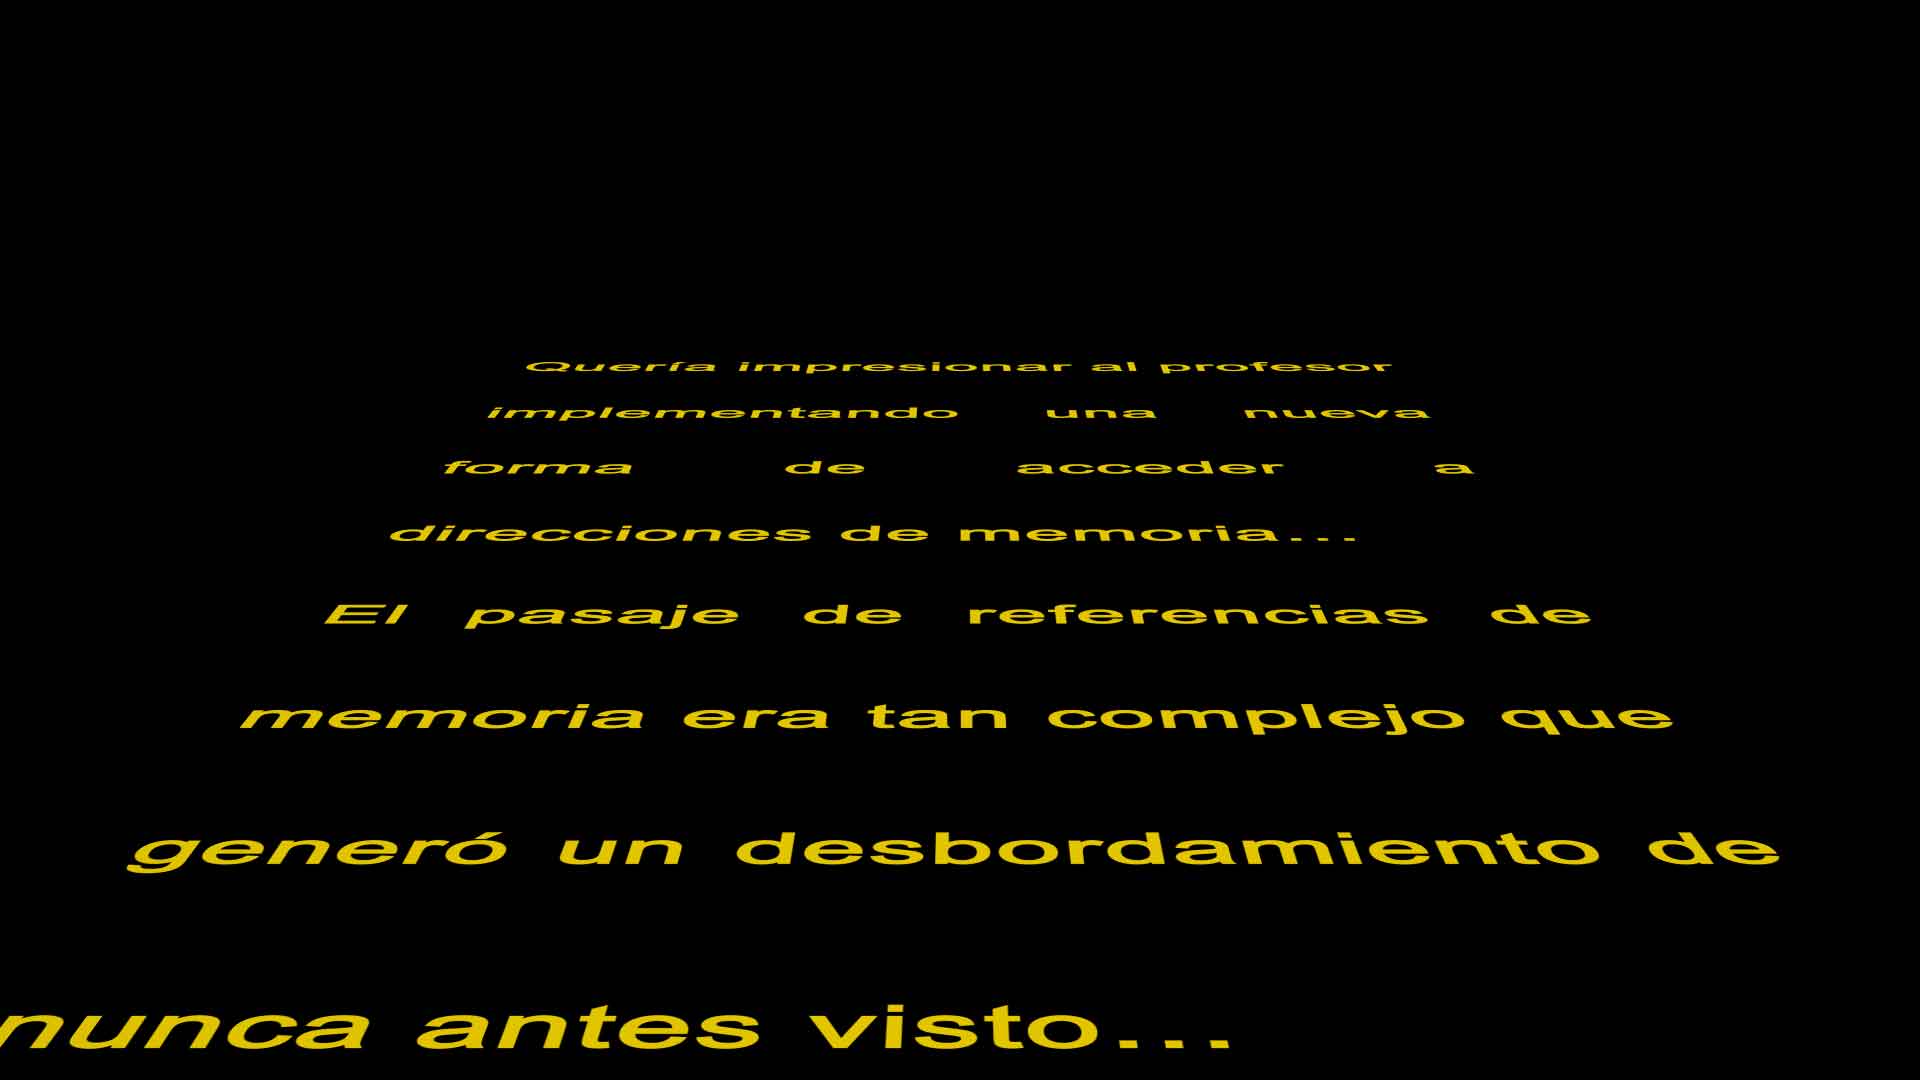 Quería impresionar al profesor
implementando una nueva
forma de acceder a
direcciones de memoria...
El pasaje de referencias de
memoria era tan complejo que
generó un desbordamiento de
nunca antes visto...